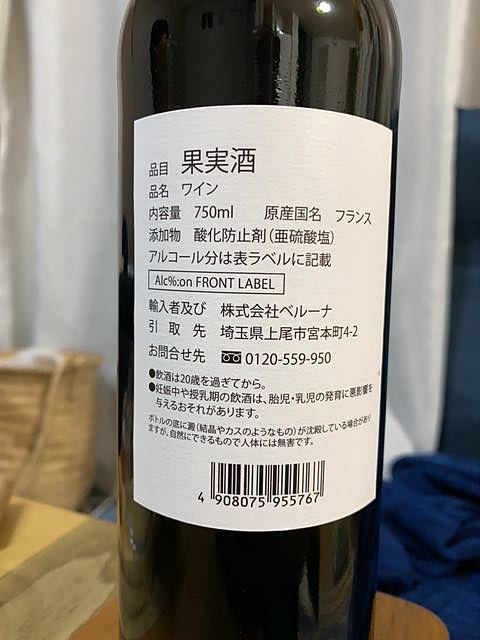 品目 果実酒
品名 ワイン
内容量 750ml 原産国名 フランス
添加物 酸化防止剤(亜硫酸塩)
アルコール分は表ラベルに記載
Alc%:on FRONT LABEL
輸入者及び 株式会社ベルーナ
引取先 埼玉県上尾市宮本町4-2
お問合せ先 0120-559-950
●飲酒は20歳を過ぎてから。
●妊娠中や授乳期の飲酒は、胎児・乳児の発育に悪影響を
与えるおそれがあります。
ボトルの底に澱(結晶やカスのようなもの)が沈殿している場合があり
ますが、自然にできるもので人体には無害です。
4 908075 955767